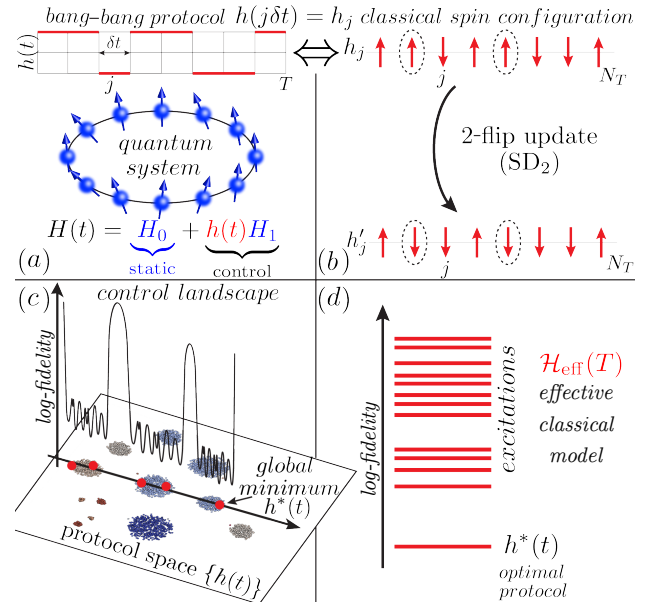 bang-bang protocol h(jδt) = h_j classical spin configuration
h(t)
δt
j
T
⇔
h_j
j
N_T
quantum
system
H(t) = H_0 + h(t)H_1
static
control
(a)
2-flip update
(SD_2)
h'_j
j
N_T
(b)
(c)
control landscape
log-fidelity
global
minimum
h*(t)
protocol space {h(t)}
(d)
log-fidelity
excitations
ℋ_eff(T)
effective
classical
model
h*(t)
optimal
protocol